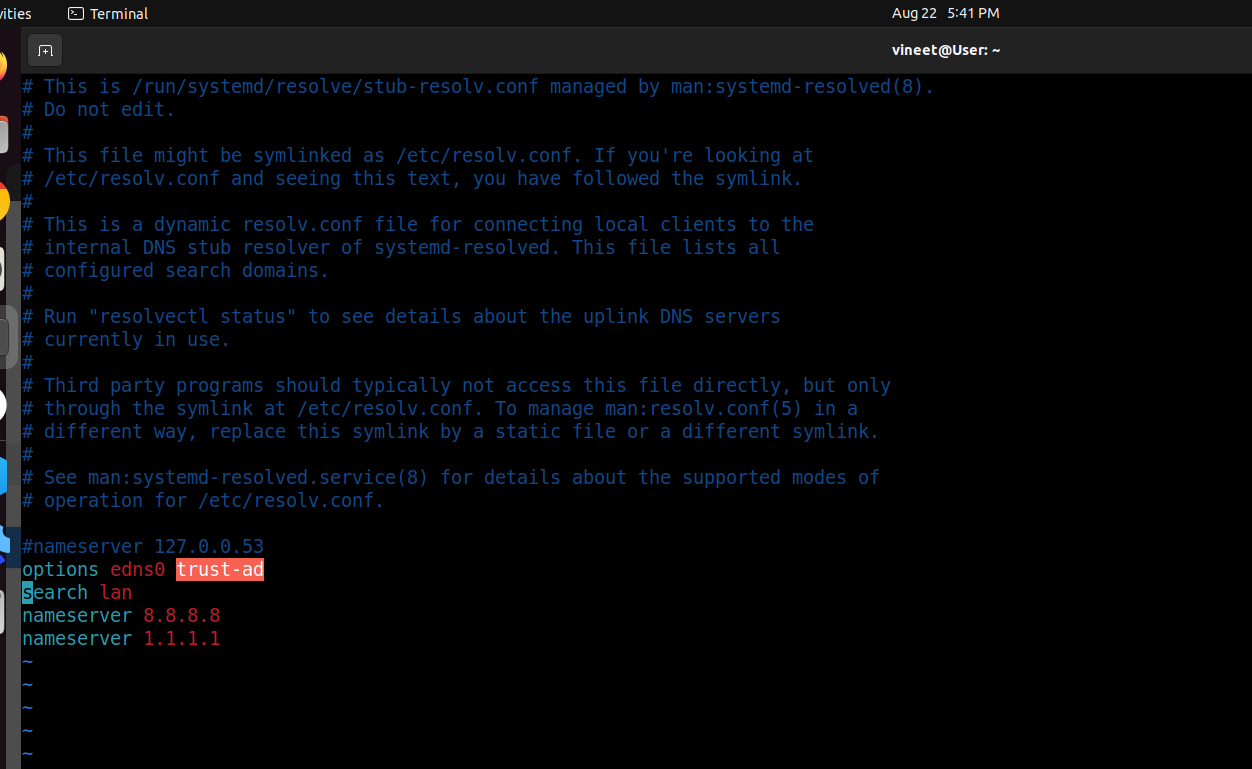 vities Terminal Aug 22 5:41 PM
vineet@User: ~
# This is /run/systemd/resolve/stub-resolv.conf managed by man:systemd-resolved(8).
# Do not edit.
#
# This file might be symlinked as /etc/resolv.conf. If you're looking at
# /etc/resolv.conf and seeing this text, you have followed the symlink.
#
# This is a dynamic resolv.conf file for connecting local clients to the
# internal DNS stub resolver of systemd-resolved. This file lists all
# configured search domains.
#
# Run "resolvectl status" to see details about the uplink DNS servers
# currently in use.
#
# Third party programs should typically not access this file directly, but only
# through the symlink at /etc/resolv.conf. To manage man:resolv.conf(5) in a
# different way, replace this symlink by a static file or a different symlink.
#
# See man:systemd-resolved.service(8) for details about the supported modes of
# operation for /etc/resolv.conf.
#nameserver 127.0.0.53
options edns0 trust-ad
search lan
nameserver 8.8.8.8
nameserver 1.1.1.1
~
~
~
~
~